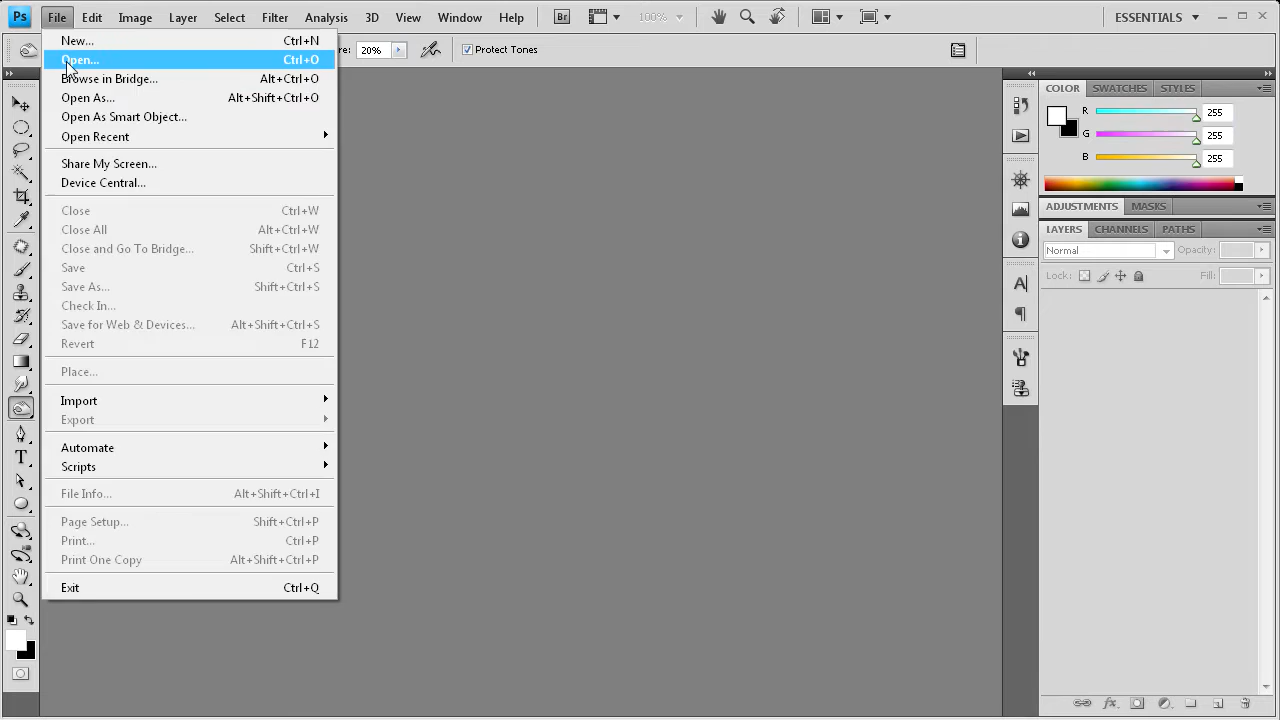 Ps File Edit Image Layer Select Filter Analysis 3D View Window Help Br 100% ESSENTIALS
re: 20% Protect Tones
New... Ctrl+N
Open... Ctrl+O
Browse in Bridge... Alt+Ctrl+O
Open As... Alt+Shift+Ctrl+O
Open As Smart Object...
Open Recent
Share My Screen...
Device Central...
Close Ctrl+W
Close All Alt+Ctrl+W
Close and Go To Bridge... Shift+Ctrl+W
Save Ctrl+S
Save As... Shift+Ctrl+S
Check In...
Save for Web & Devices... Alt+Shift+Ctrl+S
Revert F12
Place...
Import
Export
Automate
Scripts
File Info... Alt+Shift+Ctrl+I
Page Setup... Shift+Ctrl+P
Print... Ctrl+P
Print One Copy Alt+Shift+Ctrl+P
Exit Ctrl+Q
COLOR SWATCHES STYLES
R 255
G 255
B 255
ADJUSTMENTS MASKS
LAYERS CHANNELS PATHS
Normal Opacity:
Lock: Fill: